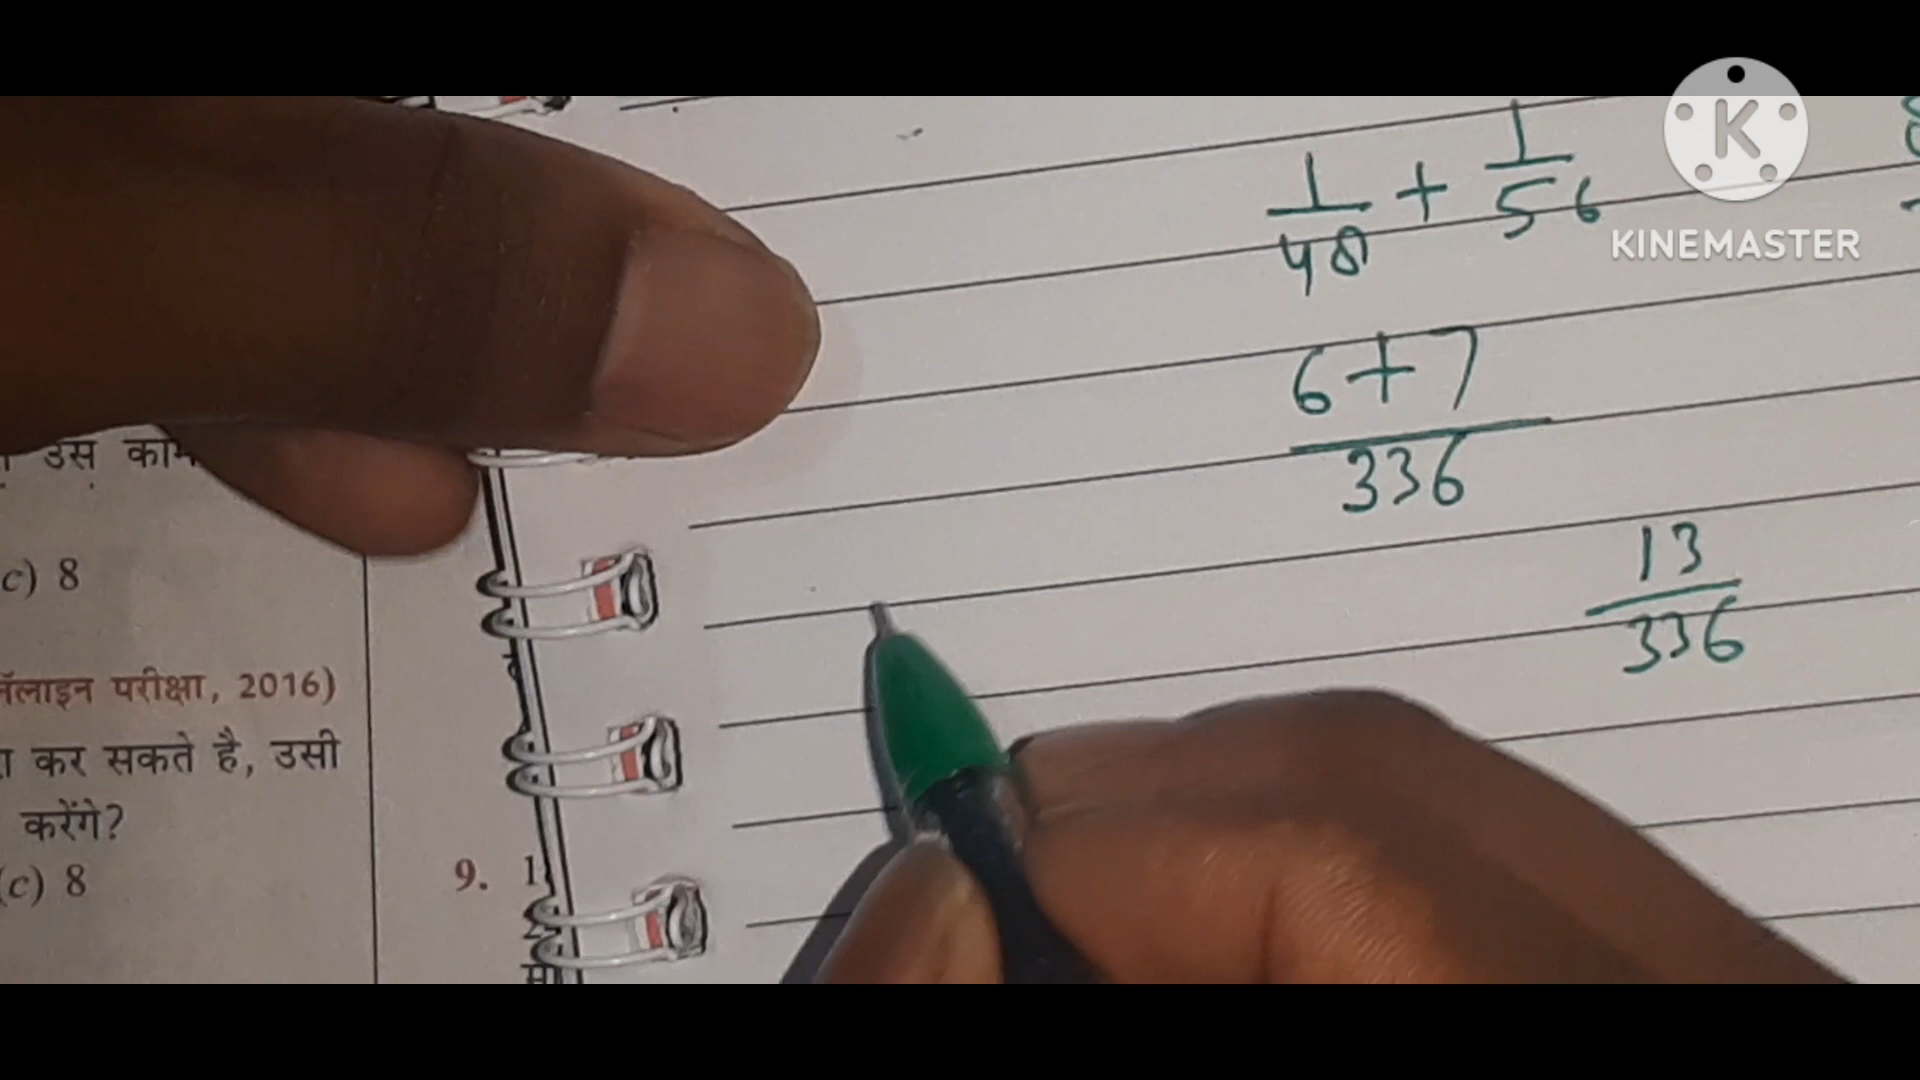 1/48 + 1/56
6+7/336
13/336
उस
(c) 8
परीक्षा, 2016)
कर सकते है, उसी
करेंगे?
(c) 8
9. 1
K
KINEMASTER